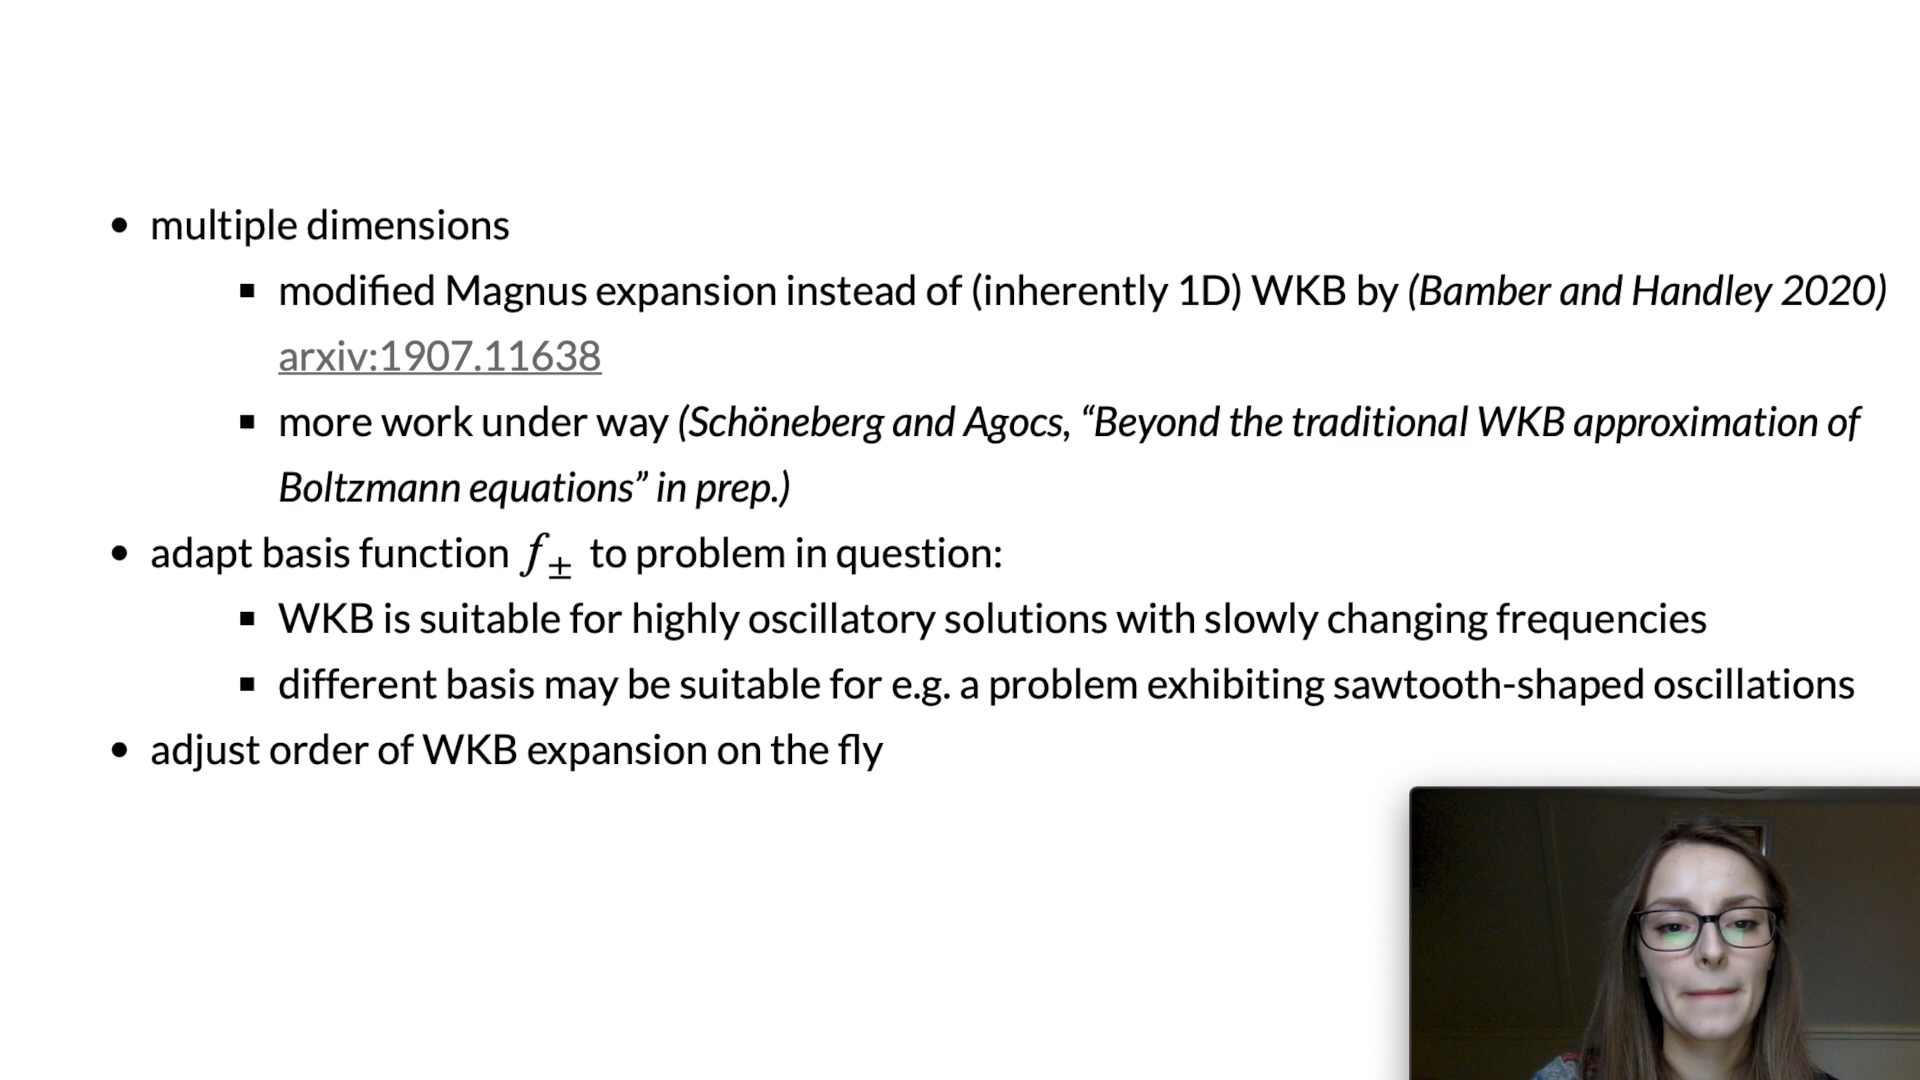 • multiple dimensions
▪ modified Magnus expansion instead of (inherently 1D) WKB by (Bamber and Handley 2020)
arxiv:1907.11638
▪ more work under way (Schöneberg and Agocs, “Beyond the traditional WKB approximation of
Boltzmann equations” in prep.)
• adapt basis function f± to problem in question:
▪ WKB is suitable for highly oscillatory solutions with slowly changing frequencies
▪ different basis may be suitable for e.g. a problem exhibiting sawtooth-shaped oscillations
• adjust order of WKB expansion on the fly